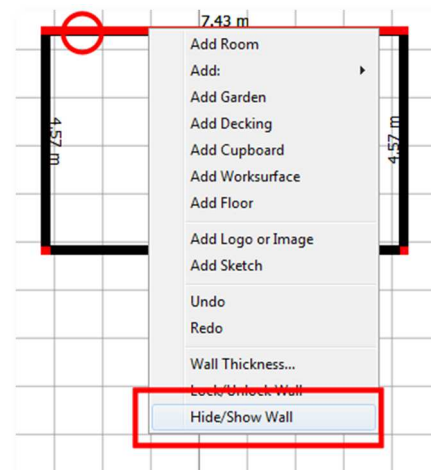 7.43 m
4.57 m
4.57 m
Add Room
Add:
Add Garden
Add Decking
Add Cupboard
Add Worksurface
Add Floor
Add Logo or Image
Add Sketch
Undo
Redo
Wall Thickness...
Lock/Unlock Wall
Hide/Show Wall